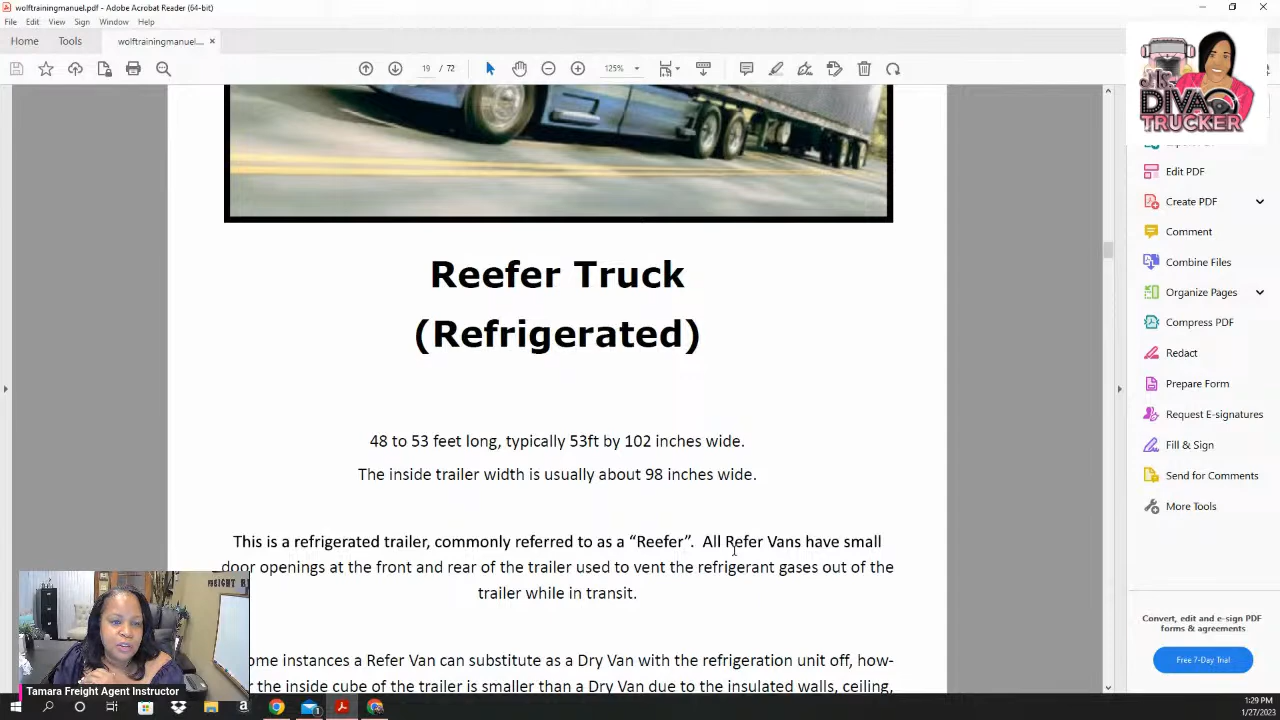 wolftrainingmanuel.pdf - Adobe Acrobat Reader (64-bit)
File Edit View Sign Window Help
Home Tools wolftrainingmanuel....
19 / 72 125%
Ms.
DIVA
TRUCKER
Edit PDF
Create PDF
Comment
Combine Files
Organize Pages
Compress PDF
Redact
Prepare Form
Request E-signatures
Fill & Sign
Send for Comments
More Tools
Convert, edit and e-sign PDF
forms & agreements
Free 7-Day Trial
Reefer Truck
(Refrigerated)
48 to 53 feet long, typically 53ft by 102 inches wide.
The inside trailer width is usually about 98 inches wide.
This is a refrigerated trailer, commonly referred to as a “Reefer”. All Refer Vans have small
door openings at the front and rear of the trailer used to vent the refrigerant gases out of the
trailer while in transit.
instances a Refer Van can substitute as a Dry Van with the refrigeration unit off, how-
the inside cube of the trailer is smaller than a Dry Van due to the insulated walls, ceiling,
Tamara Freight Agent Instructor
1:29 PM
1/27/2023